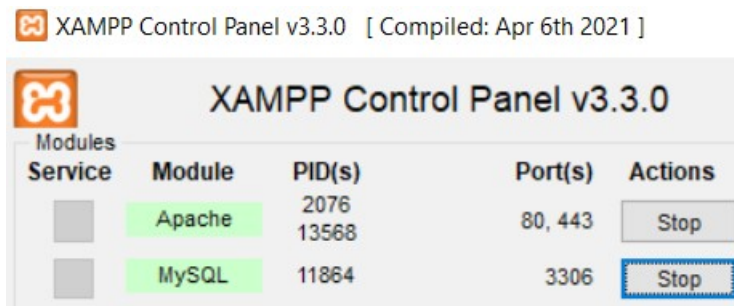 XAMPP Control Panel v3.3.0 [ Compiled: Apr 6th 2021 ]
XAMPP Control Panel v3.3.0
Modules
Service Module PID(s) Port(s) Actions
Apache 2076 13568 80, 443 Stop
MySQL 11864 3306 Stop